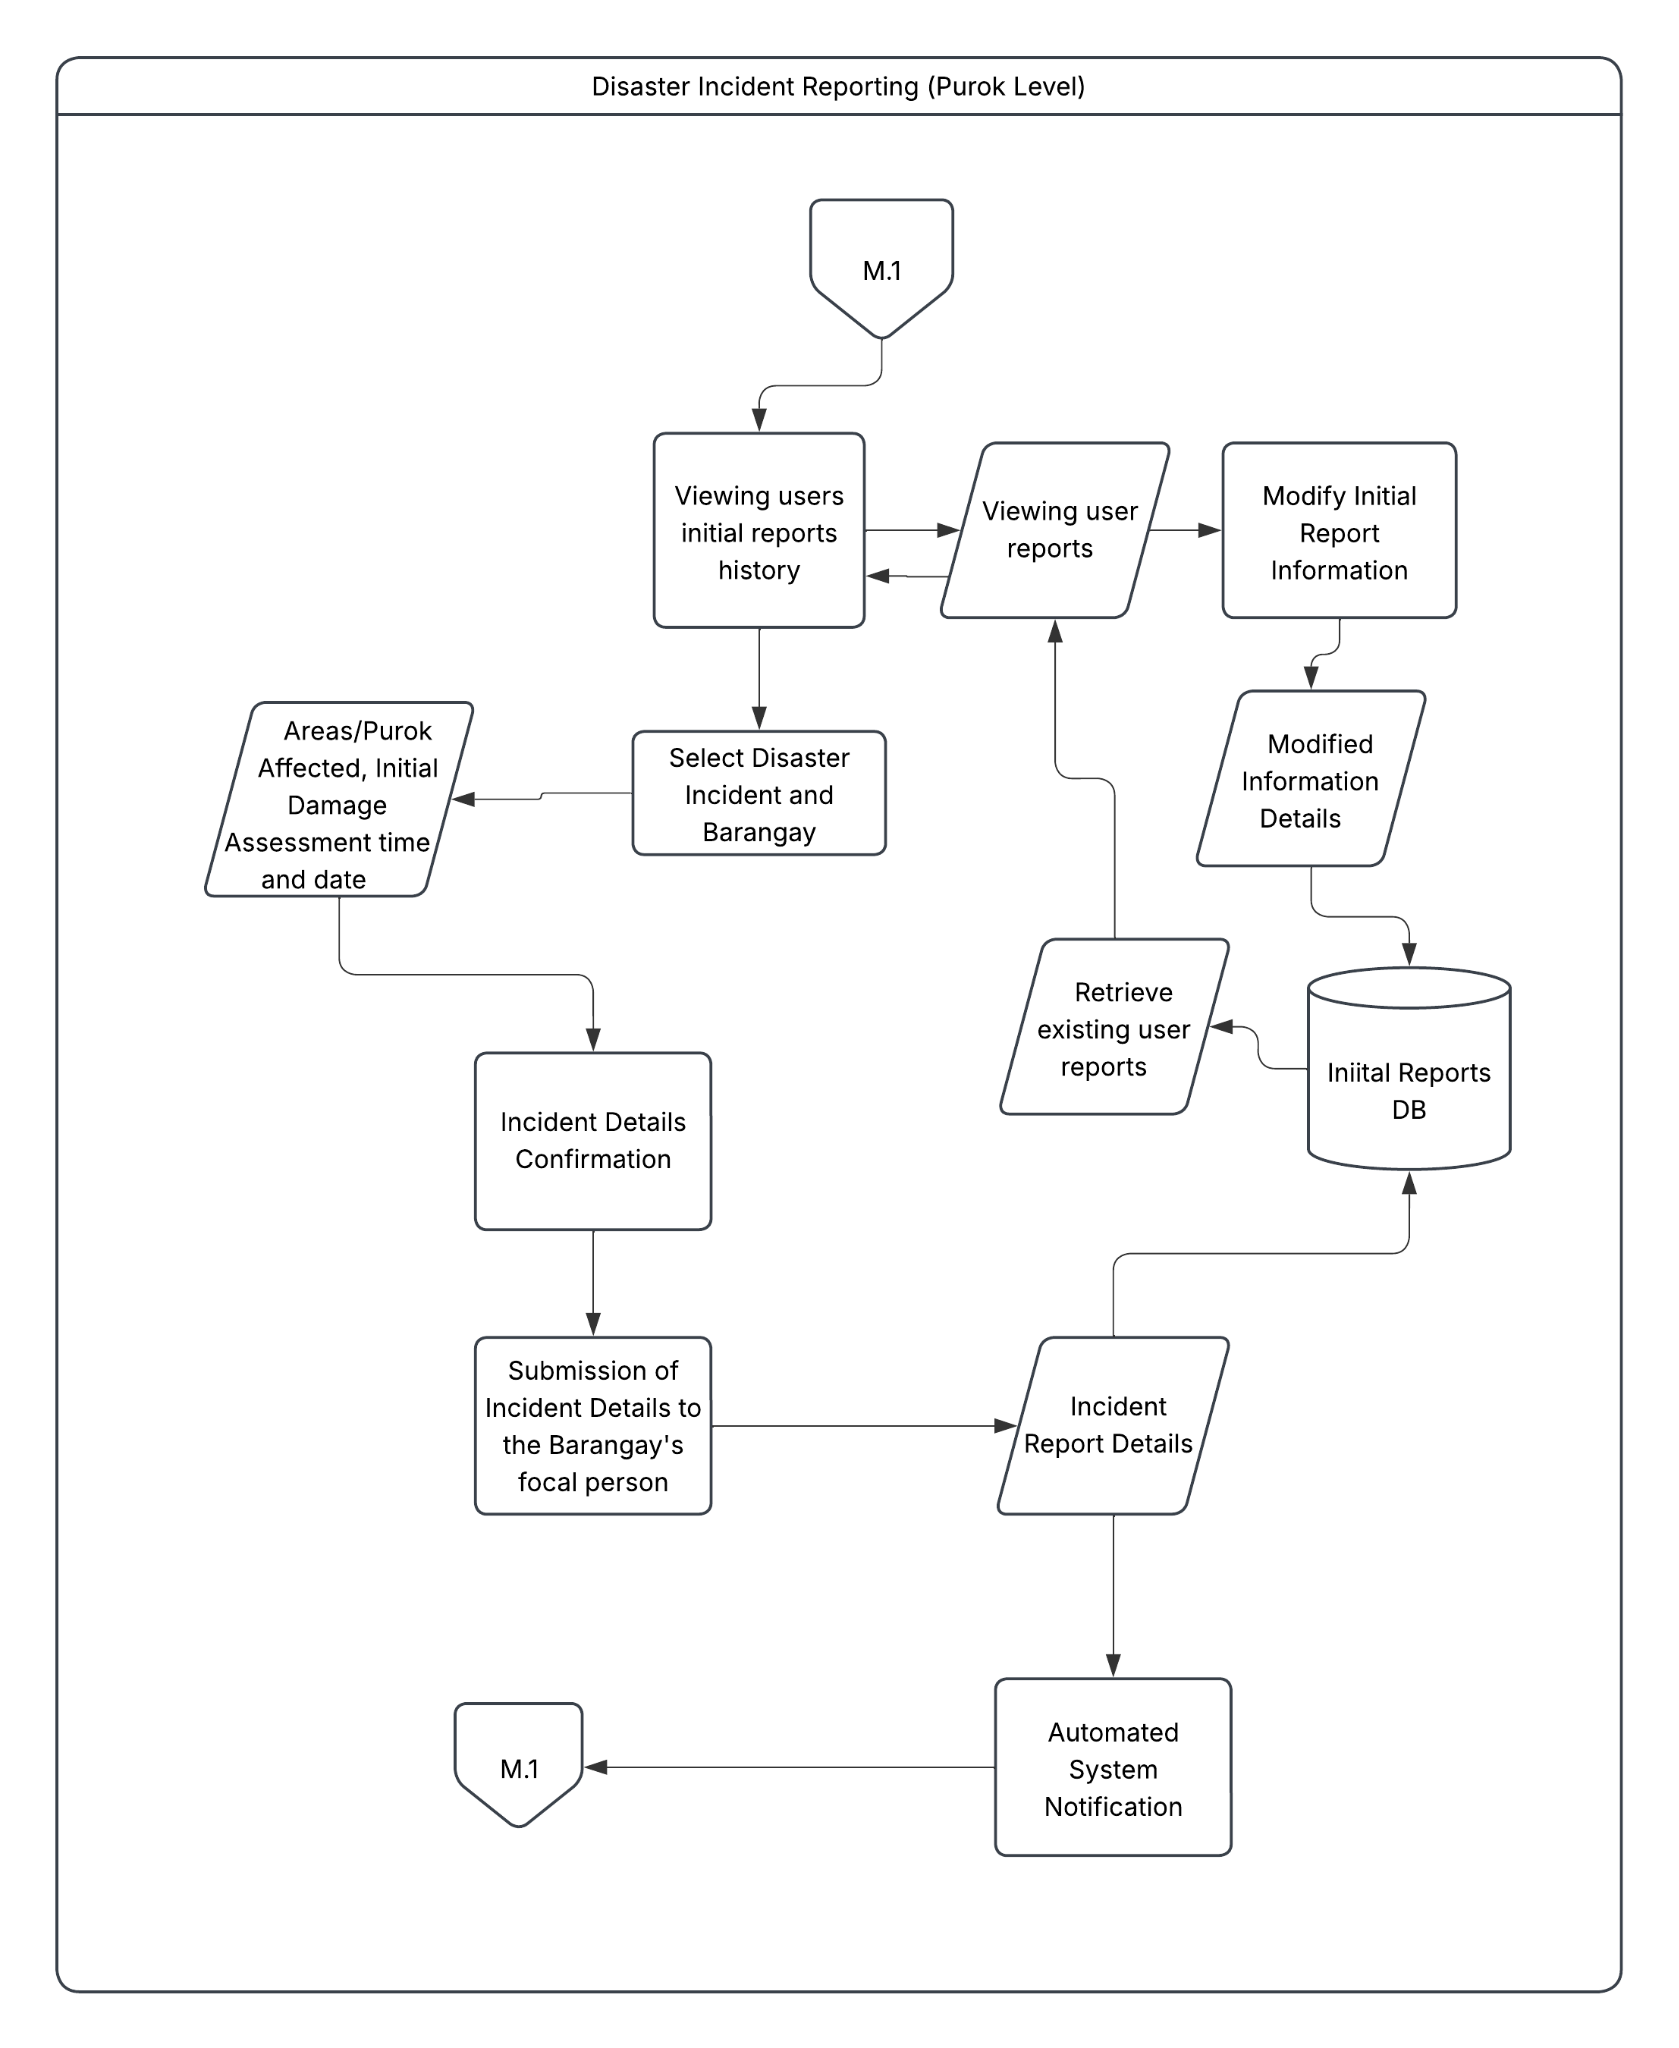 Disaster Incident Reporting (Purok Level)
M.1
Viewing users
initial reports
history
Viewing user
reports
Modify Initial
Report
Information
Areas/Purok
Affected, Initial
Damage
Assessment time
and date
Select Disaster
Incident and
Barangay
Modified
Information
Details
Retrieve
existing user
reports
Iniital Reports
DB
Incident Details
Confirmation
Submission of
Incident Details to
the Barangay's
focal person
Incident
Report Details
M.1
Automated
System
Notification